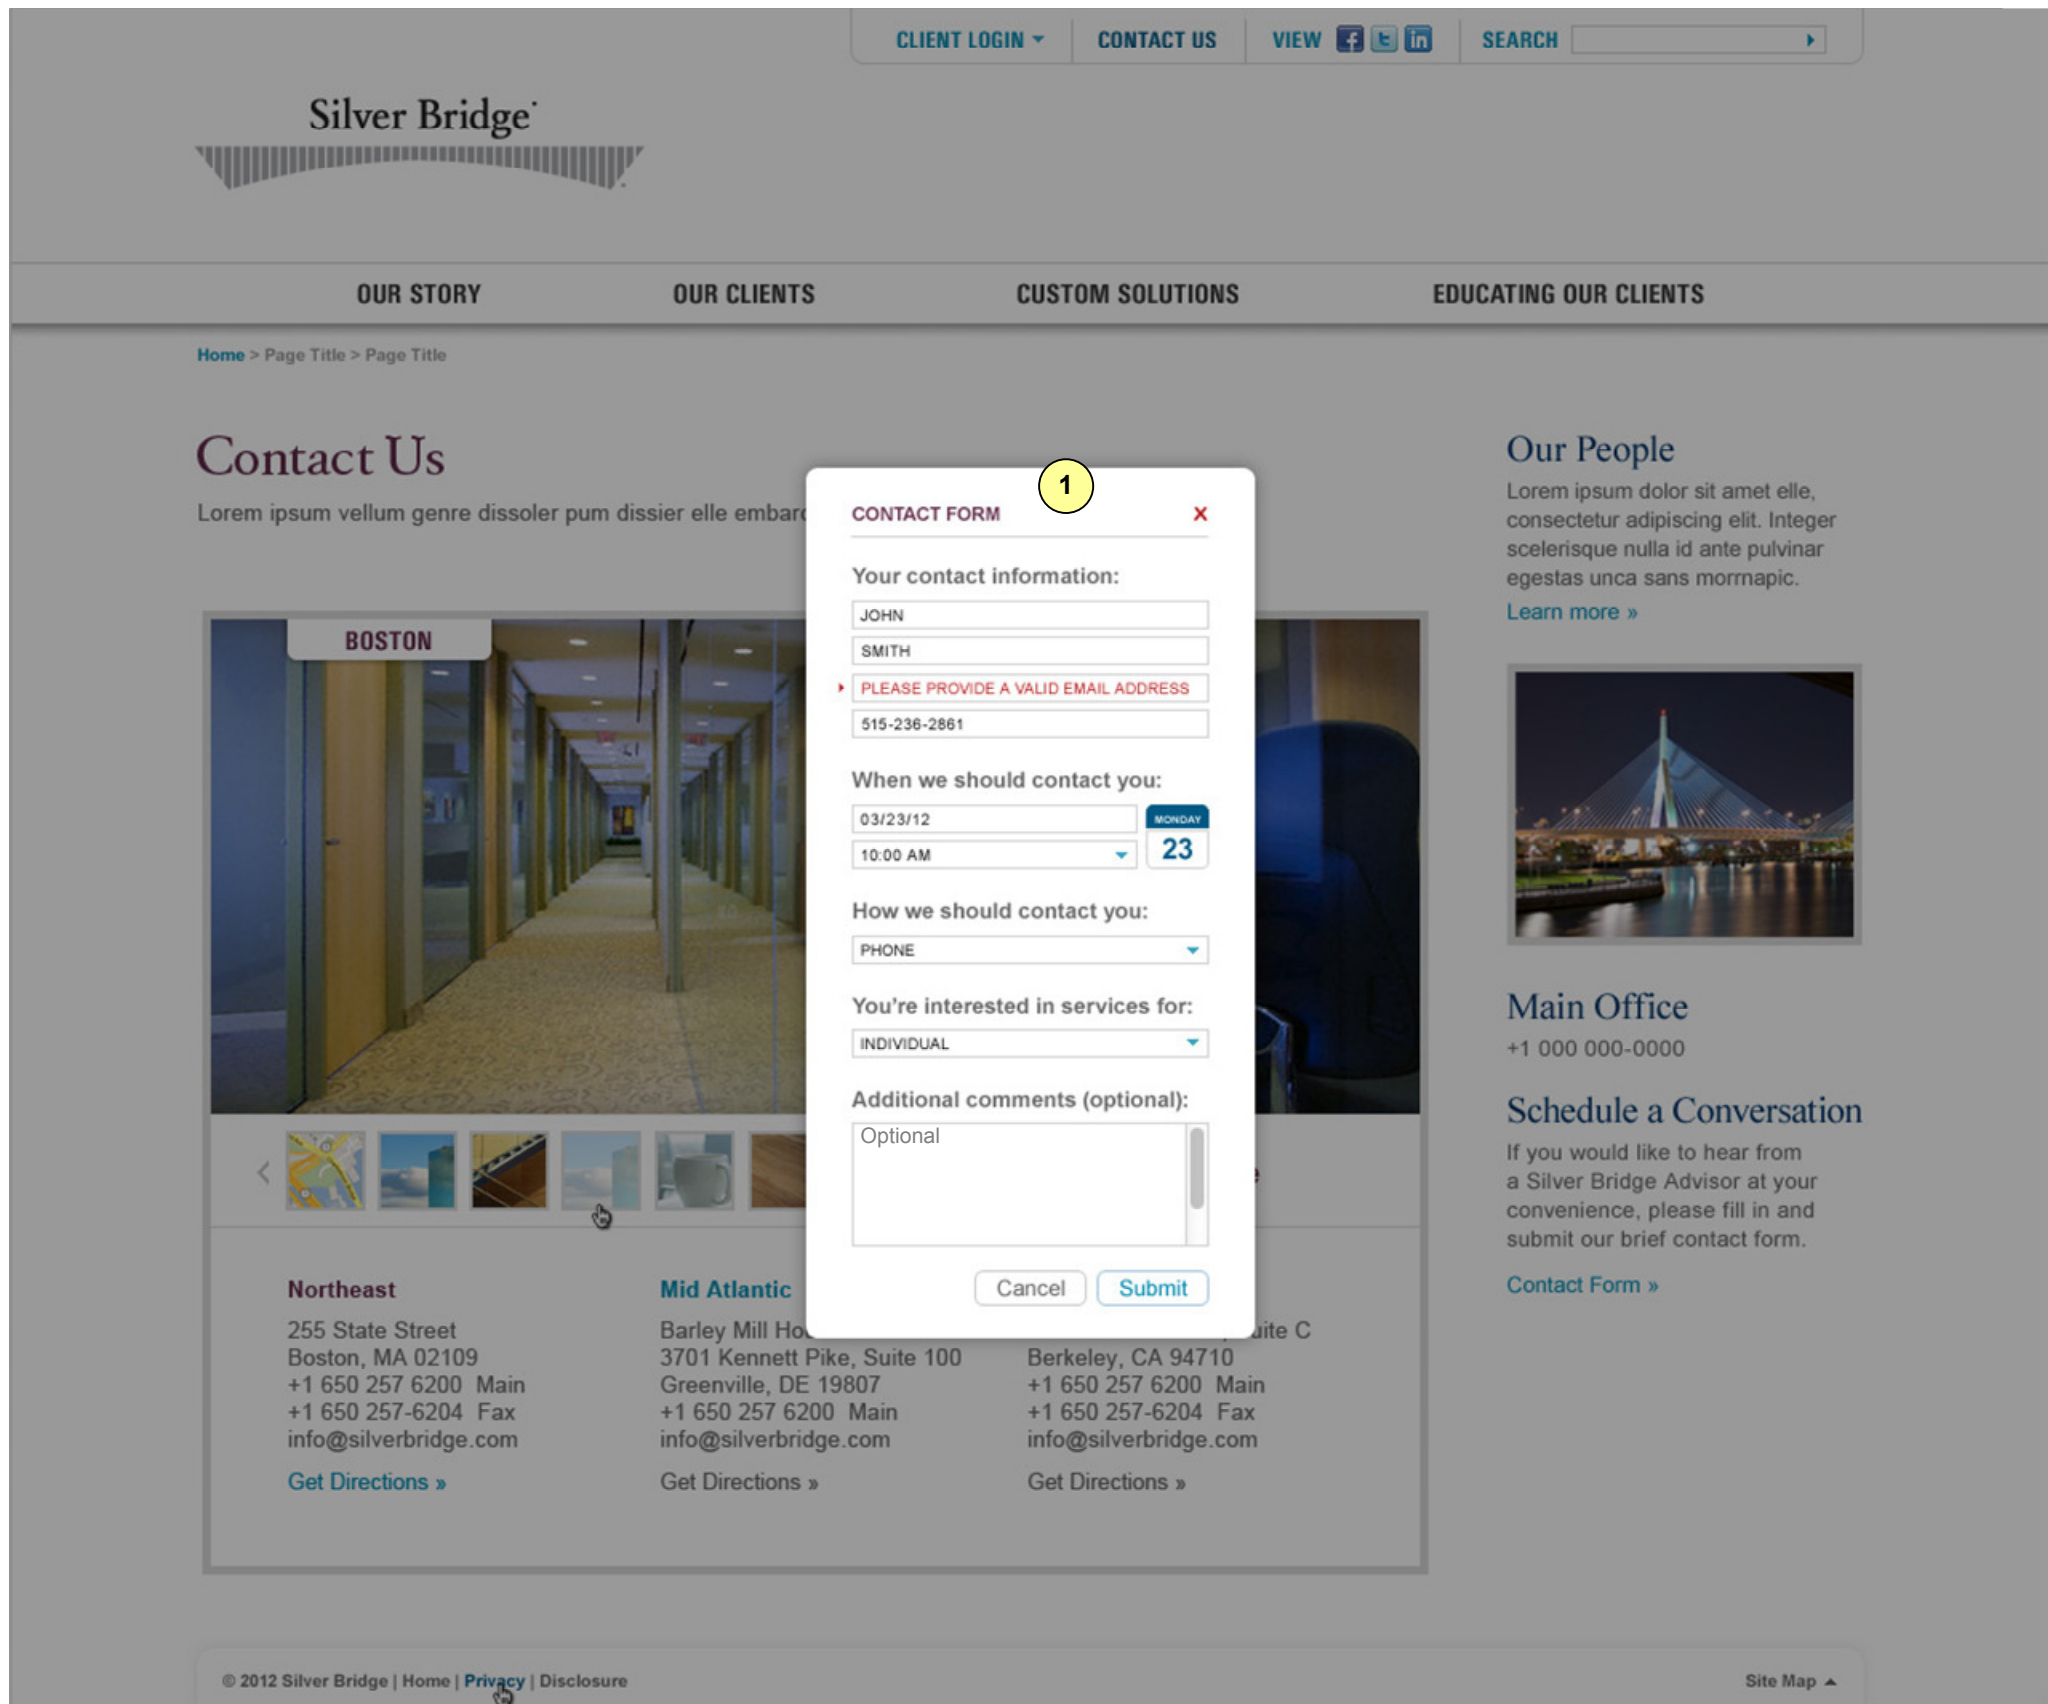 CLIENT LOGIN
CONTACT US
VIEW
SEARCH
Silver Bridge
OUR STORY
OUR CLIENTS
CUSTOM SOLUTIONS
EDUCATING OUR CLIENTS
Home > Page Title > Page Title
Contact Us
Lorem ipsum vellum genre dissoler pum dissier elle
BOSTON
1
CONTACT FORM X
Your contact information:
JOHN
SMITH
PLEASE PROVIDE A VALID EMAIL ADDRESS
515-236-2861
When we should contact you:
03/23/12
10:00 AM
MONDAY
23
How we should contact you:
PHONE
You're interested in services for:
INDIVIDUAL
Additional comments (optional):
Optional
Cancel
Submit
Northeast
255 State Street
Boston, MA 02109
+1 650 257 6200 Main
+1 650 257-6204 Fax
info@silverbridge.com
Get Directions »
Mid Atlantic
Barley Mill
3701 Kennett Pike, Suite 100
Greenville, DE 19807
+1 650 257 6200 Main
info@silverbridge.com
Get Directions »
C
Berkeley, CA 94710
+1 650 257 6200 Main
+1 650 257-6204 Fax
info@silverbridge.com
Get Directions »
Our People
Lorem ipsum dolor sit amet elle,
consectetur adipiscing elit. Integer
scelerisque nulla id ante pulvinar
egestas unca sans morrnapic.
Learn more »
Main Office
+1 000 000-0000
Schedule a Conversation
If you would like to hear from
a Silver Bridge Advisor at your
convenience, please fill in and
submit our brief contact form.
Contact Form »
© 2012 Silver Bridge | Home | Privacy | Disclosure
Site Map